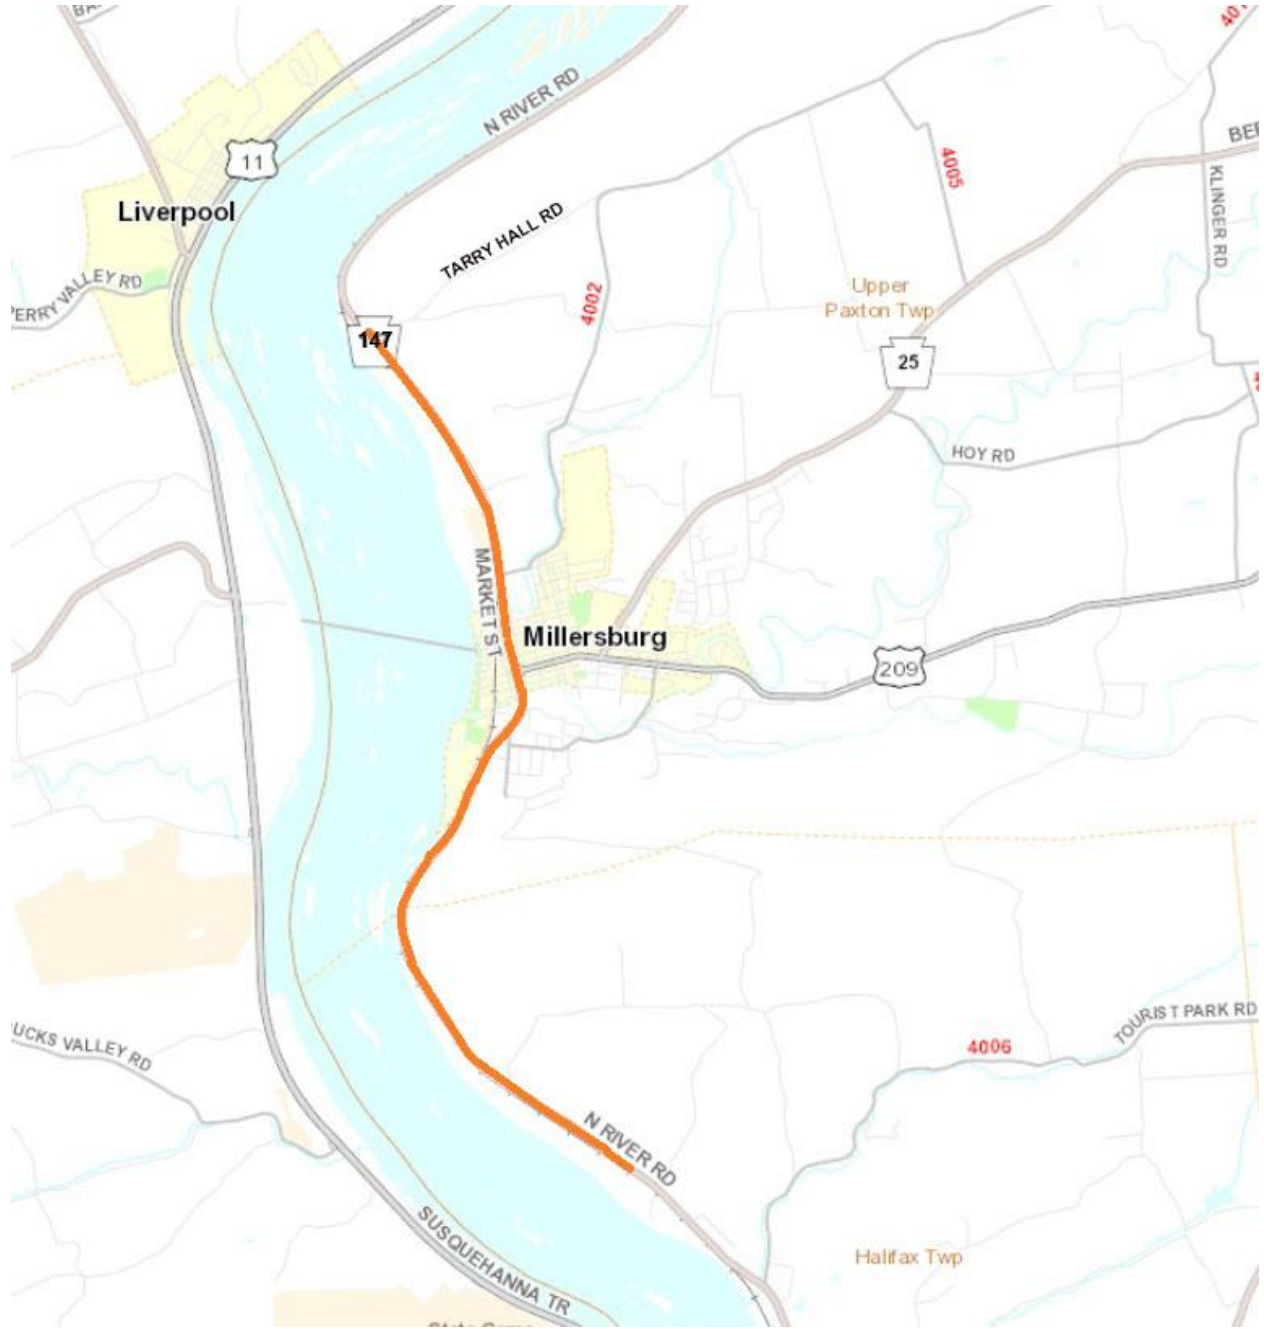 N RIVER RD
11
Liverpool
TARRY HALL RD
4005
KLINGER RD
4002
Upper
Paxton Twp
147
25
HOY RD
MARKET ST
Millersburg
209
UCKS VALLEY RD
TOURIST PARK RD
4006
N RIVER RD
SUSQUEHANNA TR
Halifax Twp
ERRY VALLEY RD